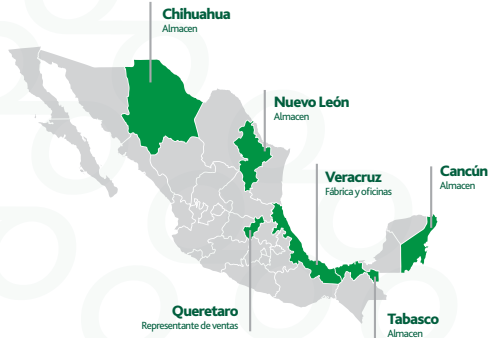 Chihuahua
Almacen
Nuevo León
Almacen
Veracruz
Fábrica y oficinas
Cancún
Almacen
Queretaro
Representante de ventas
Tabasco
Almacen